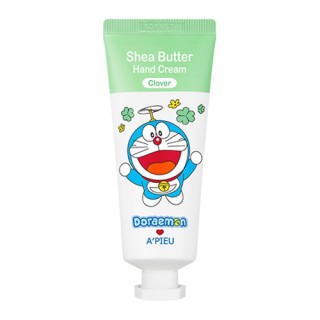 Shea Butter
Hand Cream
Clover
Doraemon
A'PIEU